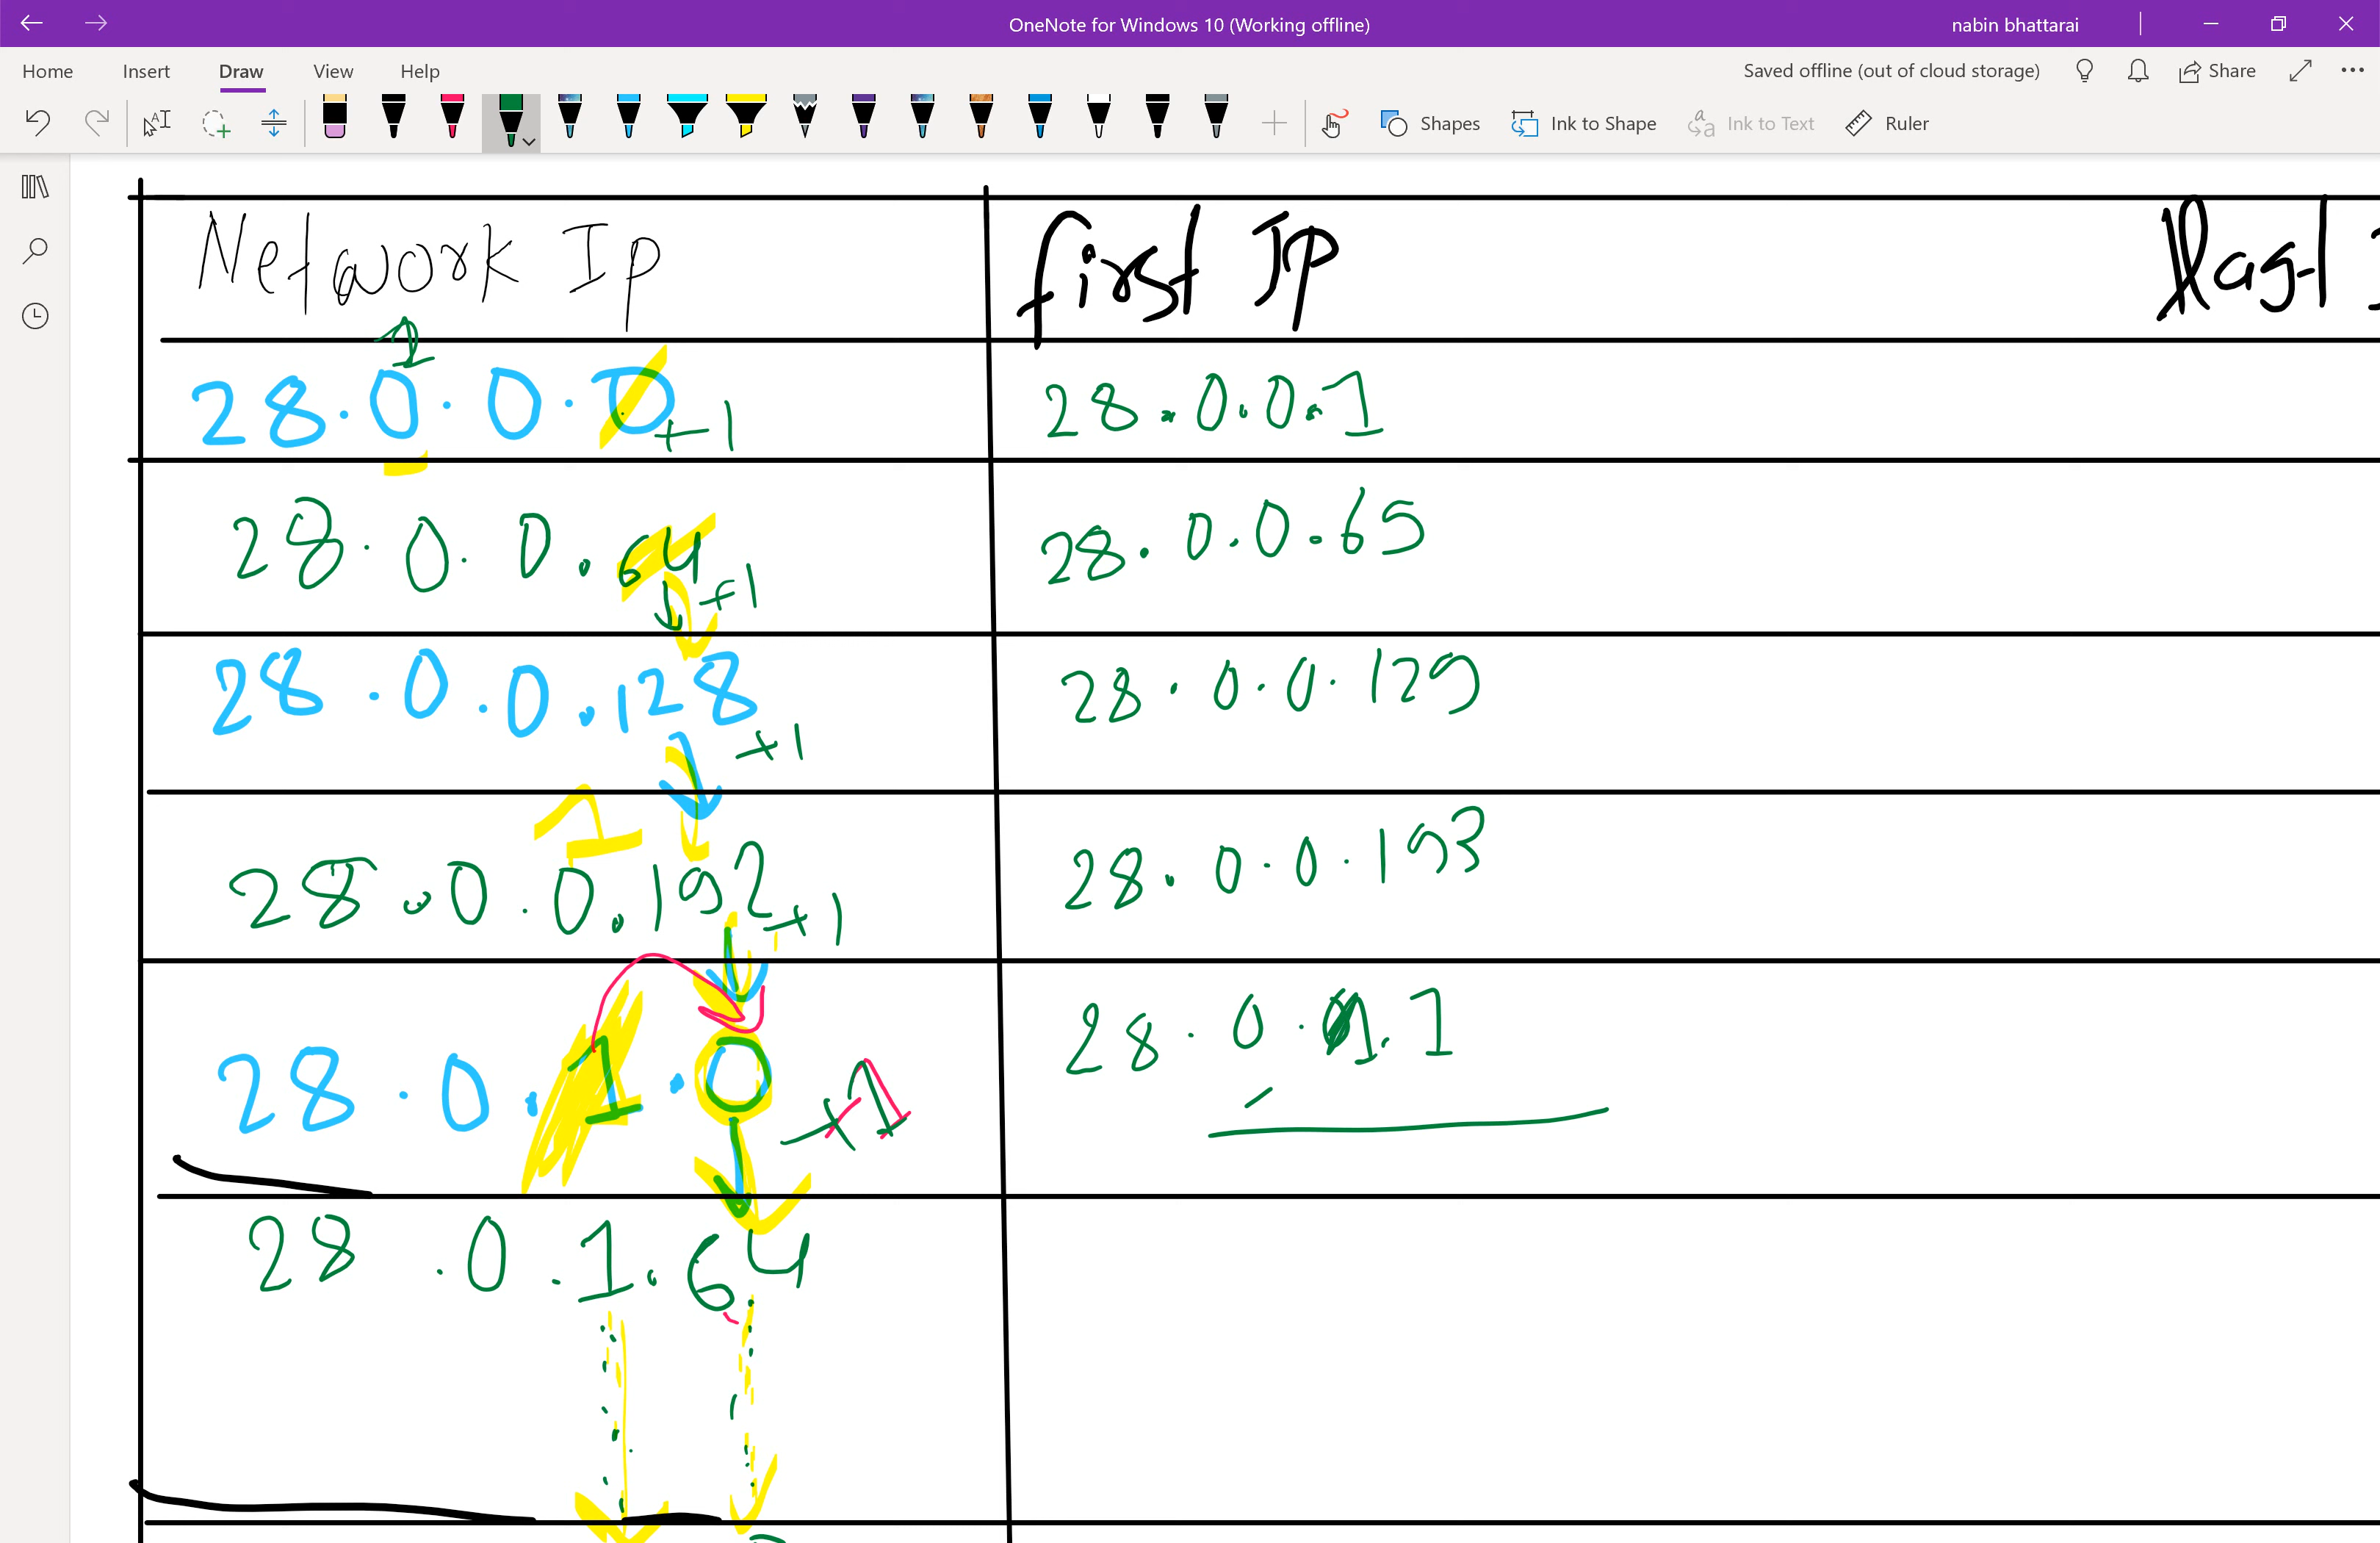 OneNote for Windows 10 (Working offline)
nabin bhattarai
Home Insert Draw View Help
Saved offline (out of cloud storage)
Share
Shapes
Ink to Shape
Ink to Text
Ruler
Network Ip
first IP
last
1
28.0.0.0 +1
28.0.0.1
28.0.0.64 +1
28.0.0.65
28.0.0.128 +1
28.0.0.129
1
28.0.0.192 +1
28.0.0.193
28.0.1.0 +1
28.0.1.1
28.0.1.64